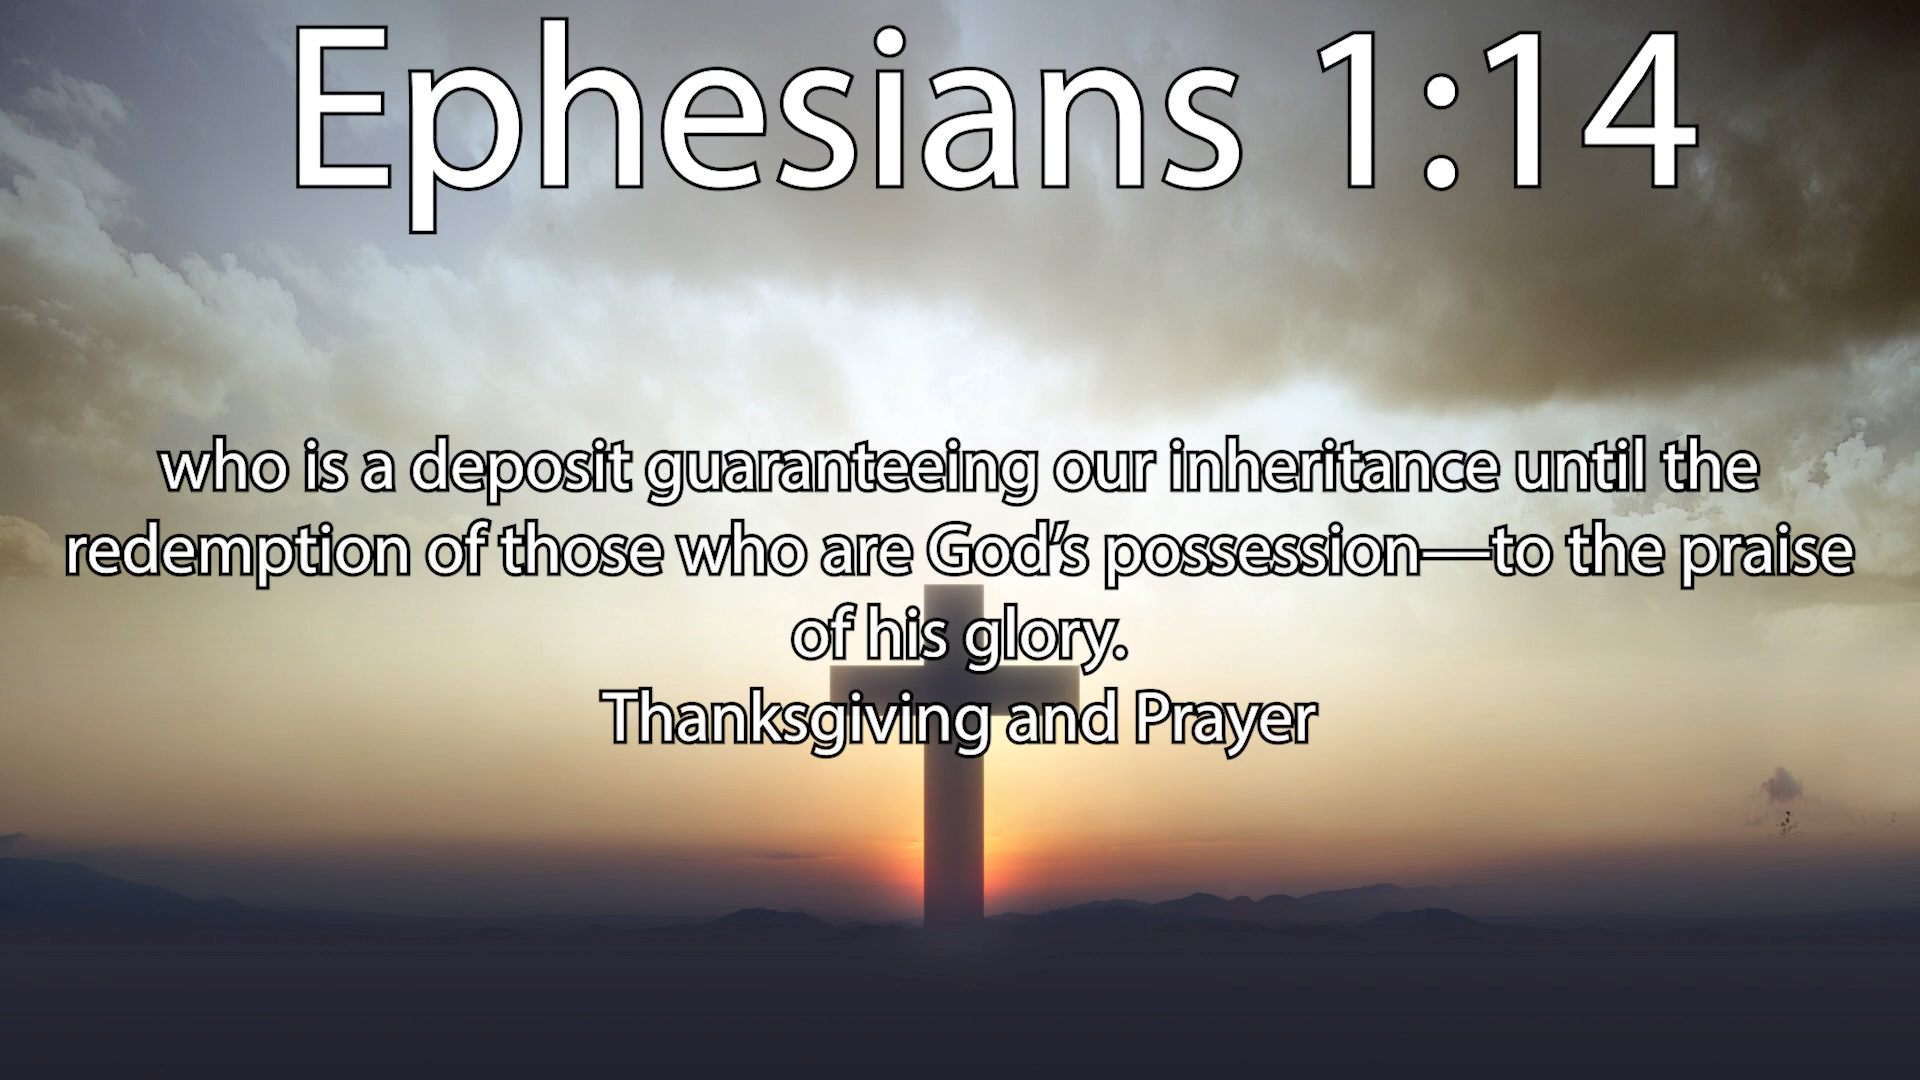 Ephesians 1:14
who is a deposit guaranteeing our inheritance until the
redemption of those who are God’s possession—to the praise
of his glory.
Thanksgiving and Prayer